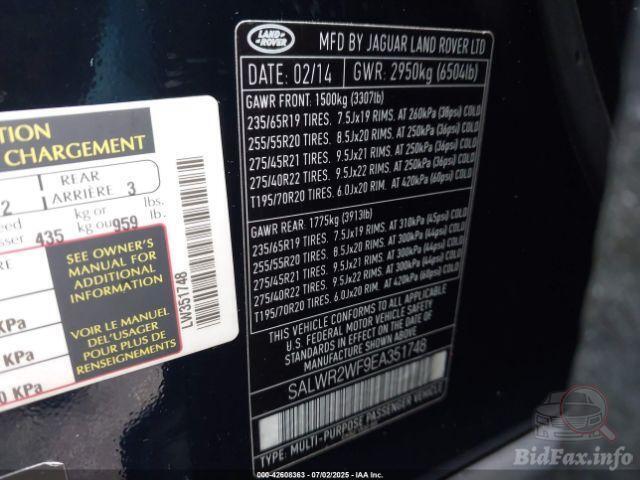 TION
CHARGEMENT
2
REAR
ARRIÈRE 3
eed
sser 435 kg or kg ou 959 lbs. lb.
RE
SEE OWNER'S
MANUAL FOR
ADDITIONAL
INFORMATION
VOIR LE MANUEL
DE L'USAGER
POUR PLUS DE
RENSEIGNEMENTS
KPa
KPa
0 KPa
LW351748
LAND
ROVER
MFD BY JAGUAR LAND ROVER LTD
DATE: 02/14
GWR: 2950kg (6504lb)
GAWR FRONT: 1500kg (3307lb)
235/65R19 TIRES. 7.5Jx19 RIMS. AT 260kPa (38psi) COLD
255/55R20 TIRES. 8.5Jx20 RIMS. AT 250kPa (36psi) COLD
275/45R21 TIRES. 9.5Jx21 RIMS. AT 250kPa (36psi) COLD
275/40R22 TIRES. 9.5Jx22 RIMS. AT 250kPa (36psi) COLD
T195/70R20 TIRES. 6.0Jx20 RIM. AT 420kPa (60psi) COLD
GAWR REAR: 1775kg (3913lb)
235/65R19 TIRES. 7.5Jx19 RIMS. AT 310kPa (45psi) COLD
255/55R20 TIRES. 8.5Jx20 RIMS. AT 300kPa (44psi) COLD
275/45R21 TIRES. 9.5Jx21 RIMS. AT 300kPa (44psi) COLD
275/40R22 TIRES. 9.5Jx22 RIMS. AT 300kPa (44psi) COLD
T195/70R20 TIRES. 6.0Jx20 RIM. AT 420kPa (60psi) COLD
THIS VEHICLE CONFORMS TO ALL APPLICABLE
U.S. FEDERAL MOTOR VEHICLE SAFETY
MANUFACTURE SHOWN ABOVE.
SALWR2WF9EA351748
TYPE: MULTI-PURPOSE PASSENGER VEHICLE
BidFax.info
000-42608363 - 07/02/2025 - IAA Inc.